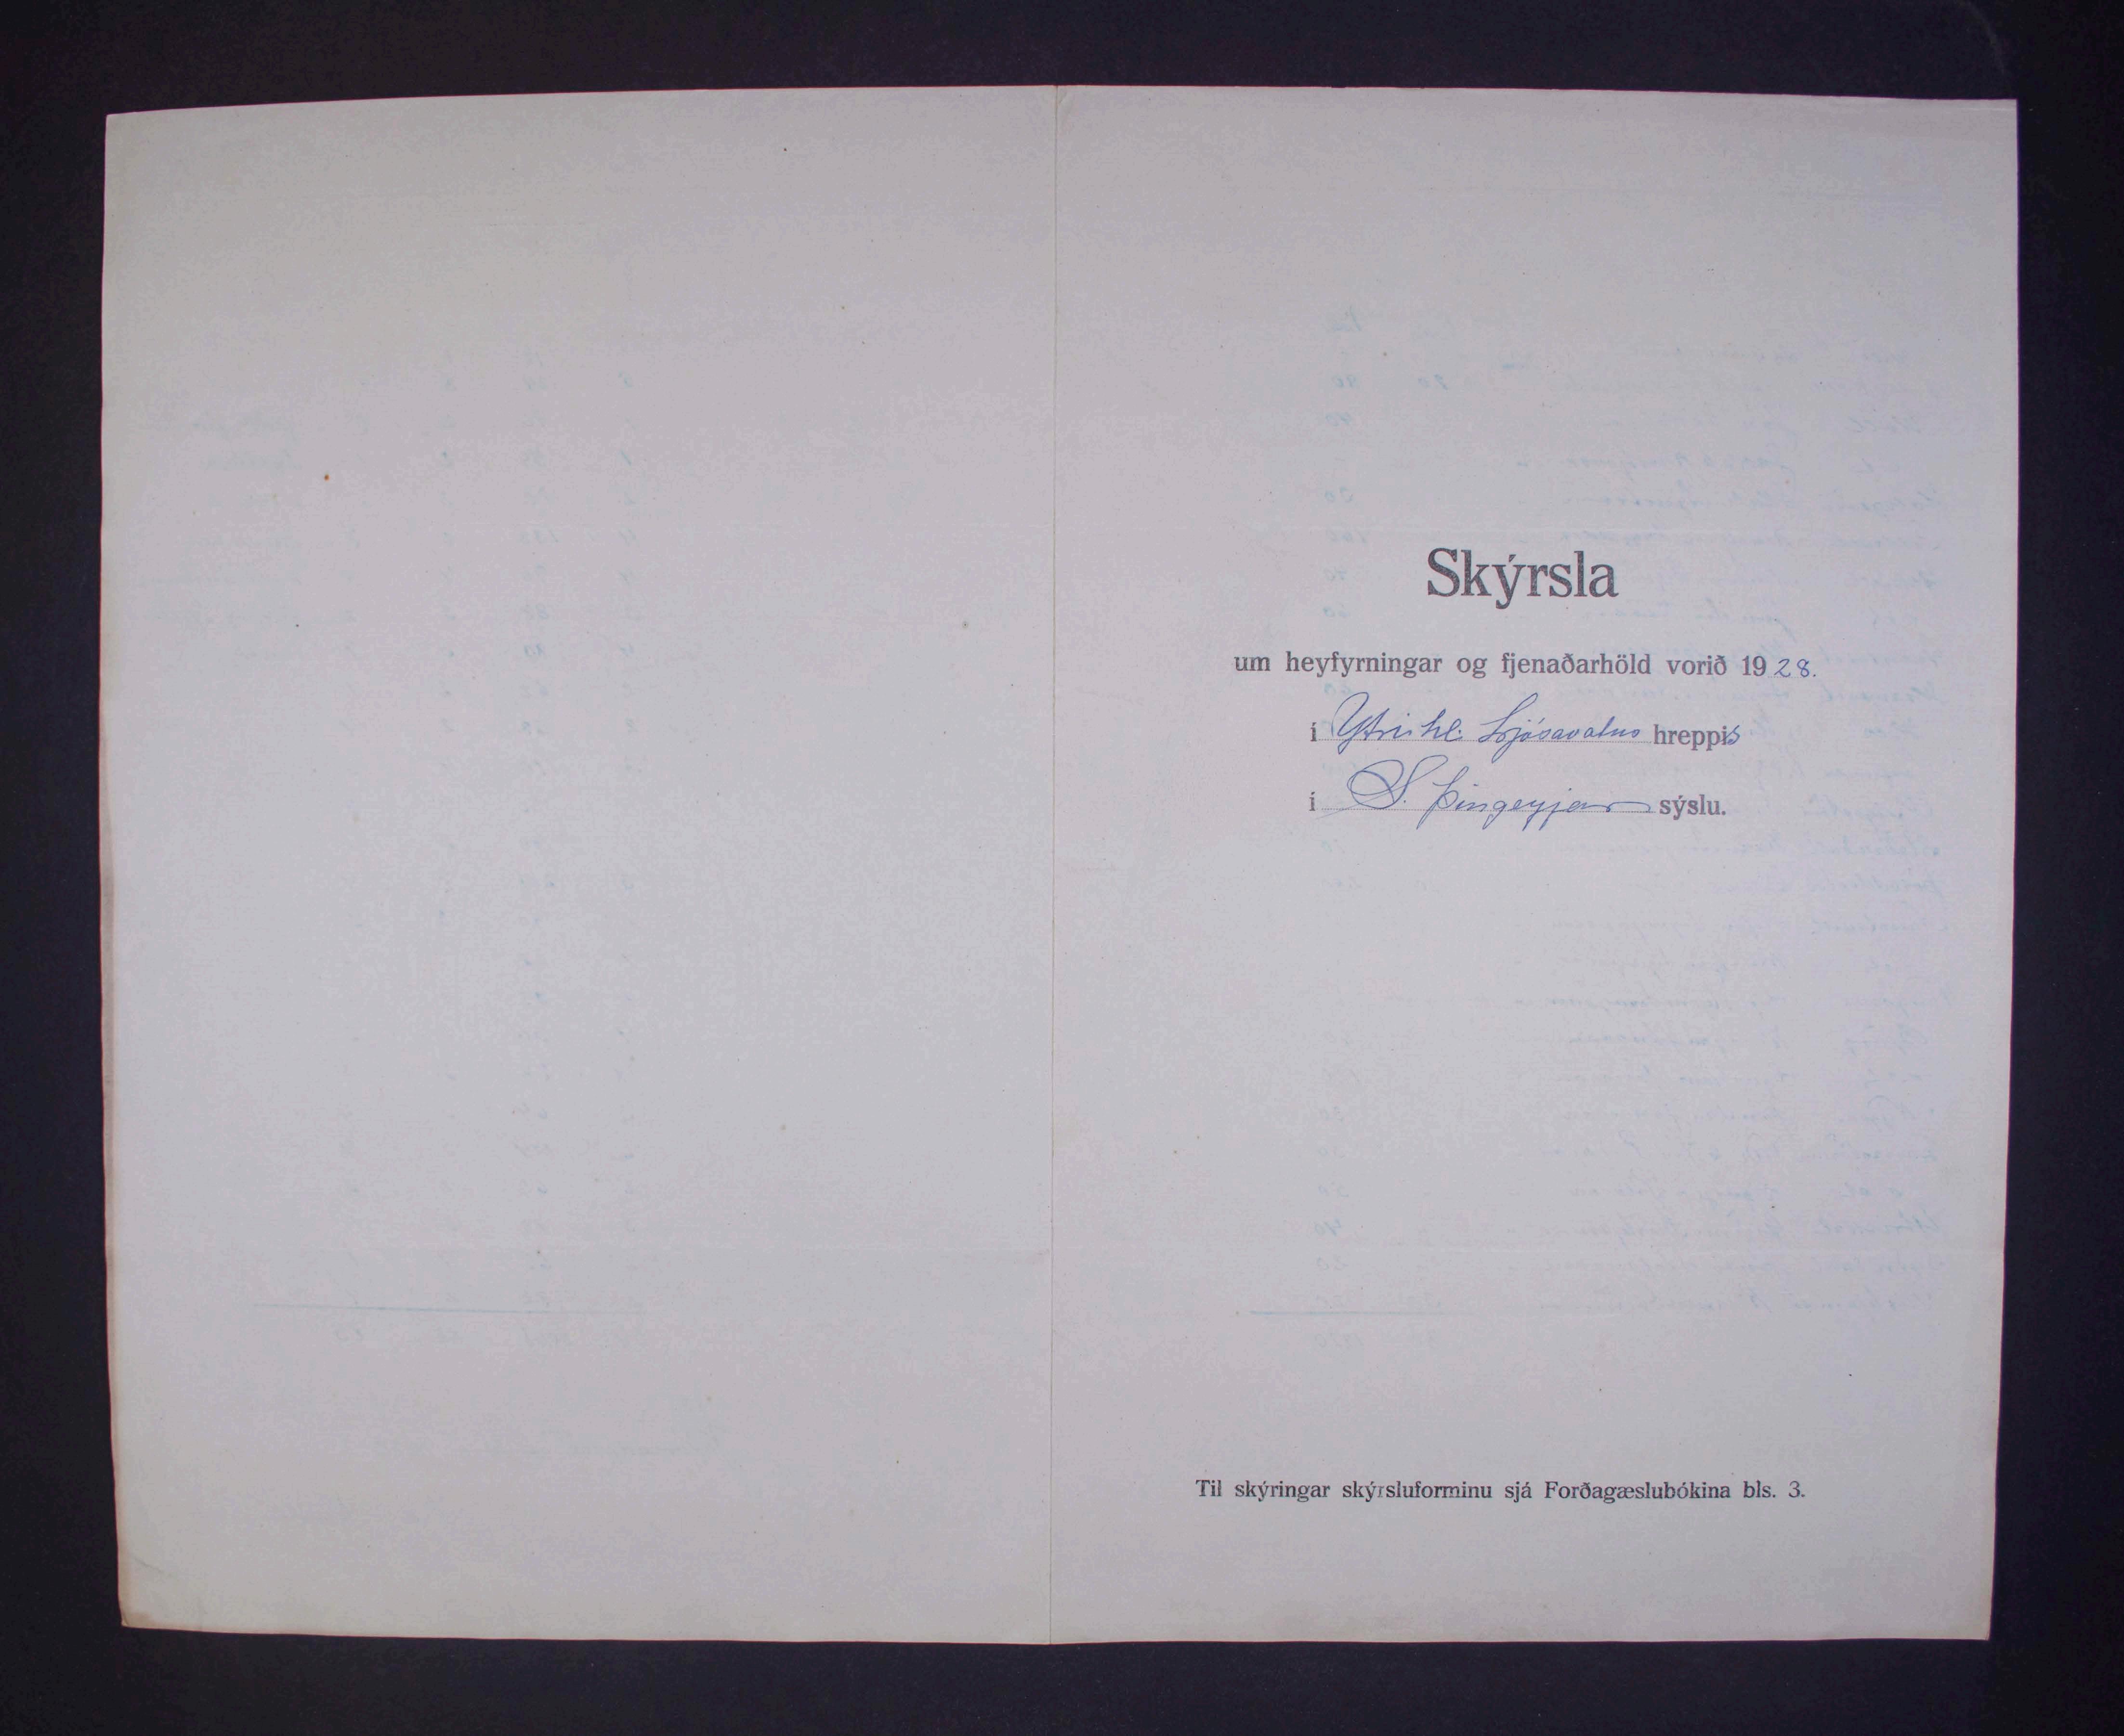 Skýrsla
um heyfyrningar og fjenaðarhöld vorið 1928.
í Ytri hl. Ljósavatns hreppis
í S. Þingeyjar sýslu.
Til skýringar skýrsluforminu sjá Forðagæslubókina bls. 3.